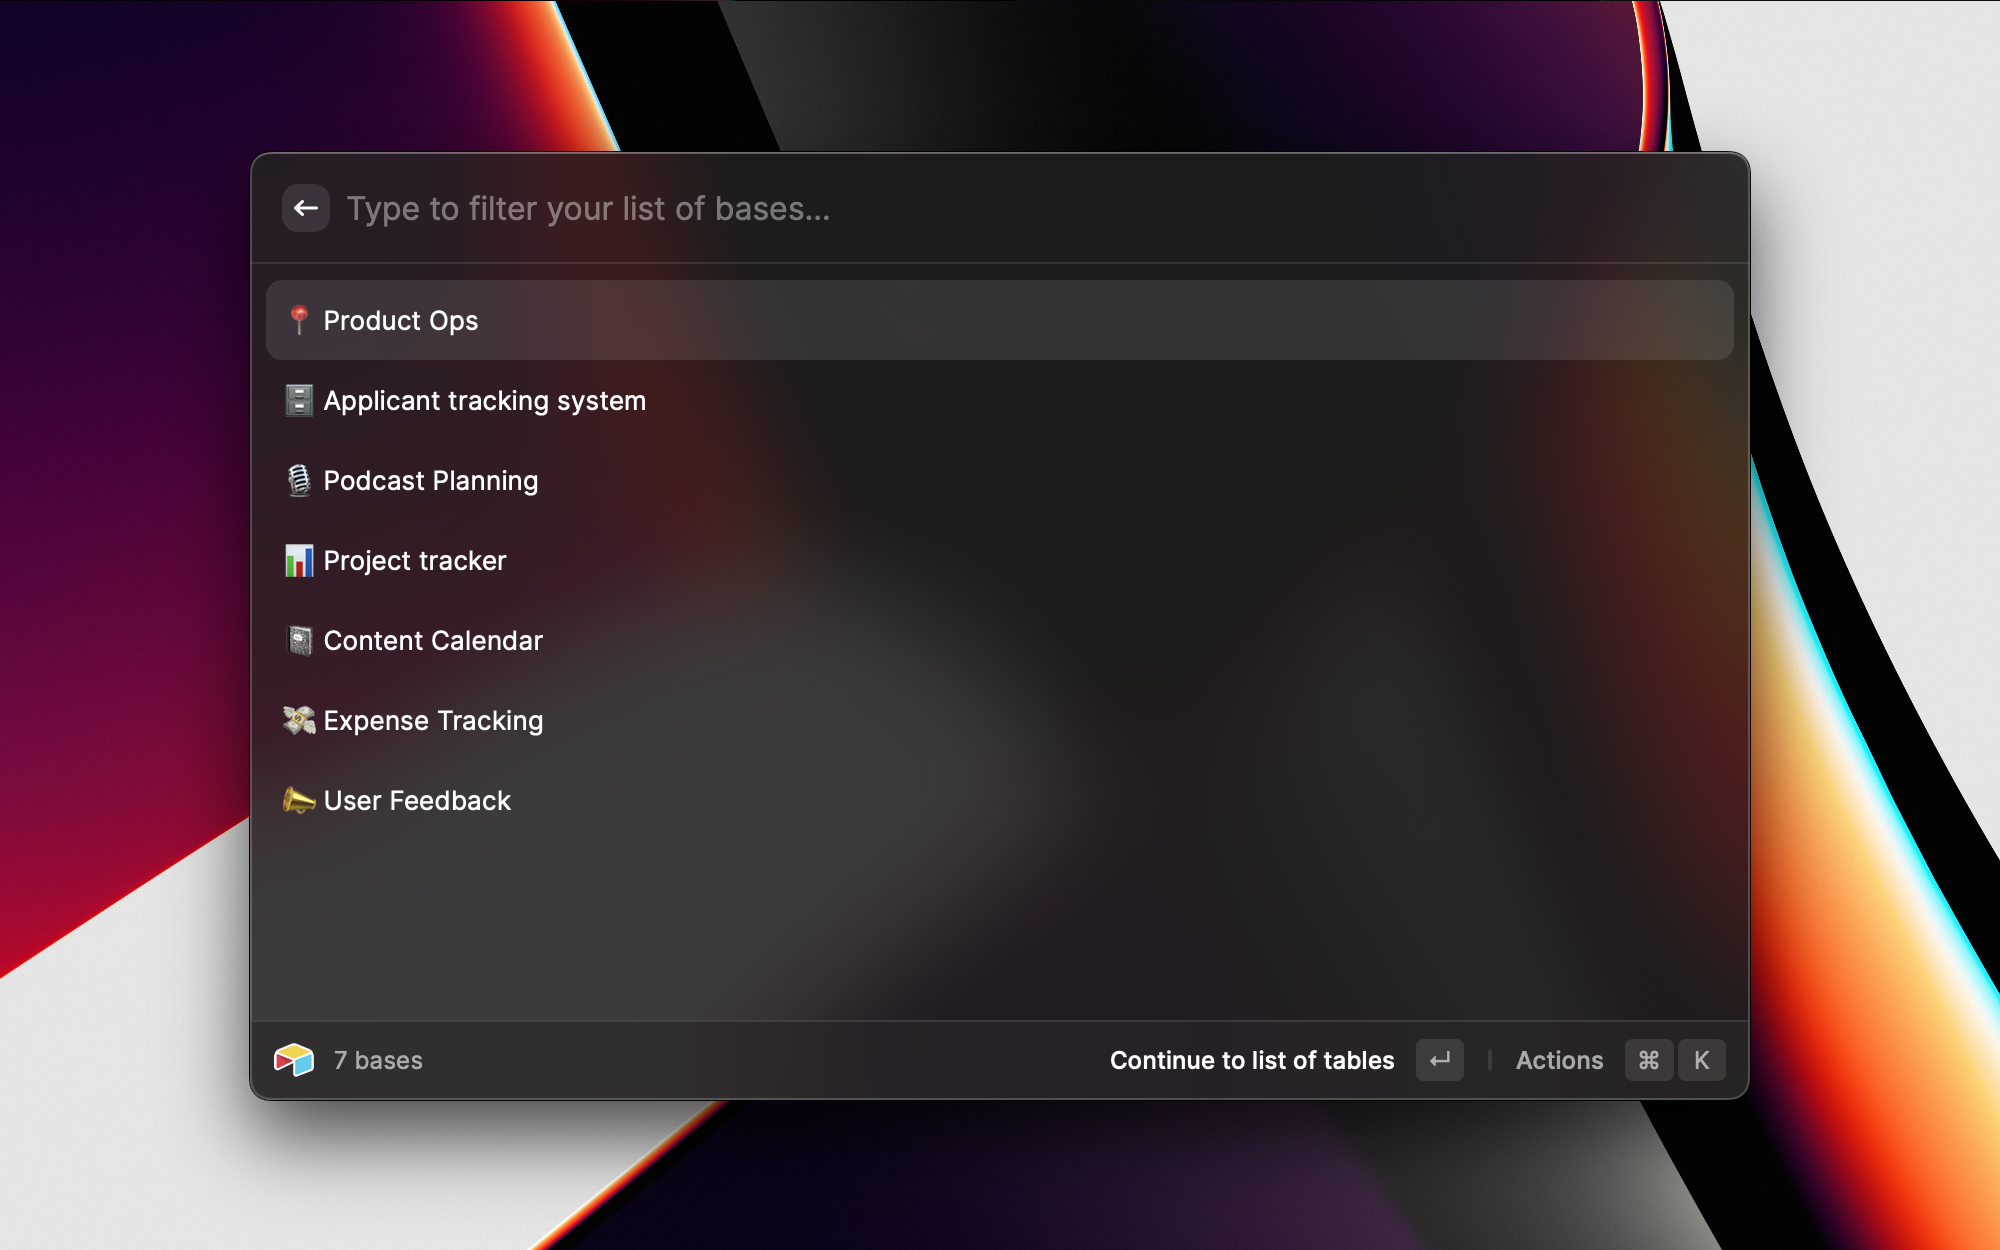 Type to filter your list of bases...
Product Ops
Applicant tracking system
Podcast Planning
Project tracker
Content Calendar
Expense Tracking
User Feedback
7 bases
Continue to list of tables ↵ | Actions ⌘ K